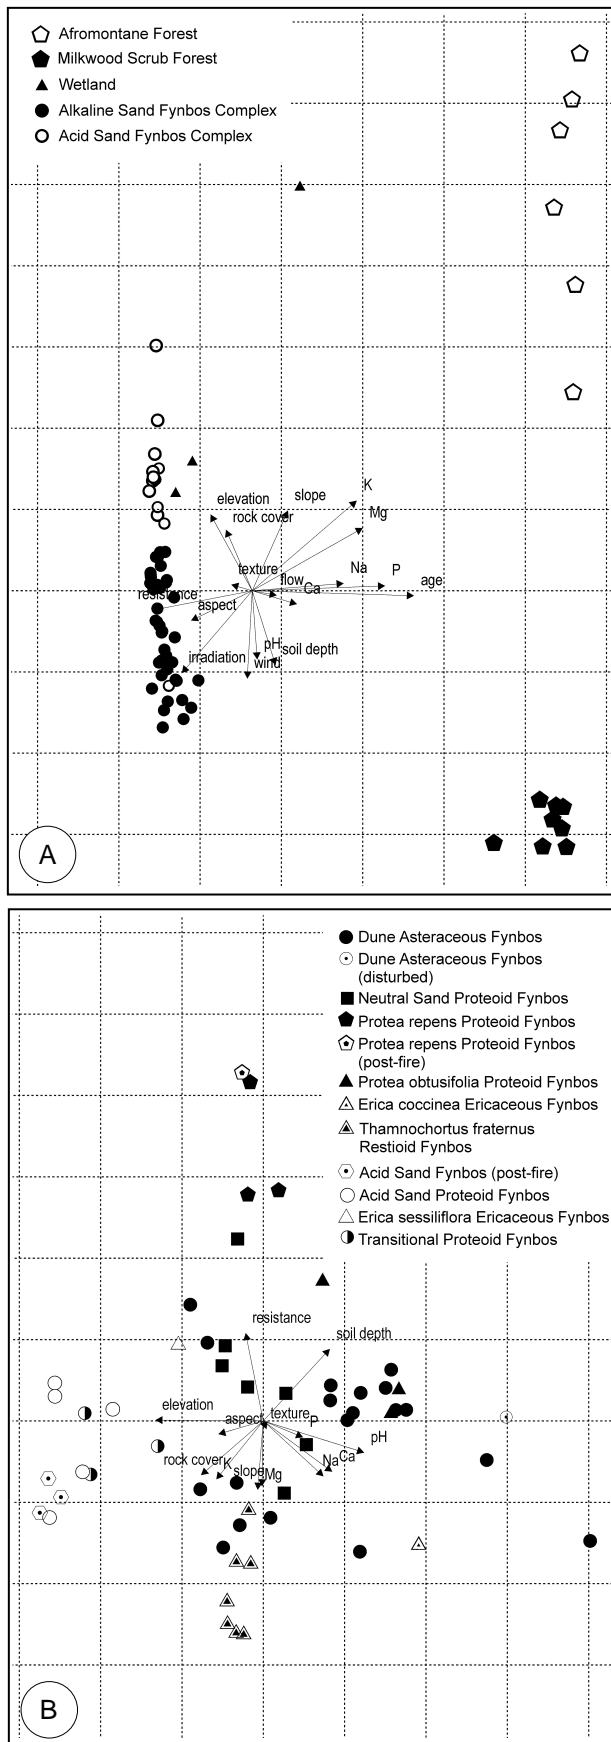 Afromontane Forest
Milkwood Scrub Forest
Wetland
Alkaline Sand Fynbos Complex
Acid Sand Fynbos Complex
K
elevation
slope
Mg
rock cover
texture
Na
P
flow
age
resistance
Ca
aspect
pH
soil depth
irradiation
wind
A
Dune Asteraceous Fynbos
Dune Asteraceous Fynbos
(disturbed)
Neutral Sand Proteoid Fynbos
Protea repens Proteoid Fynbos
Protea repens Proteoid Fynbos
(post-fire)
Protea obtusifolia Proteoid Fynbos
Erica coccinea Ericaceous Fynbos
Thamnochortus fraternus
Restioid Fynbos
Acid Sand Fynbos (post-fire)
Acid Sand Proteoid Fynbos
Erica sessiliflora Ericaceous Fynbos
Transitional Proteoid Fynbos
resistance
soil depth
elevation
texture
aspect
P
pH
rock cover
K
Na
Ca
slope
Mg
B